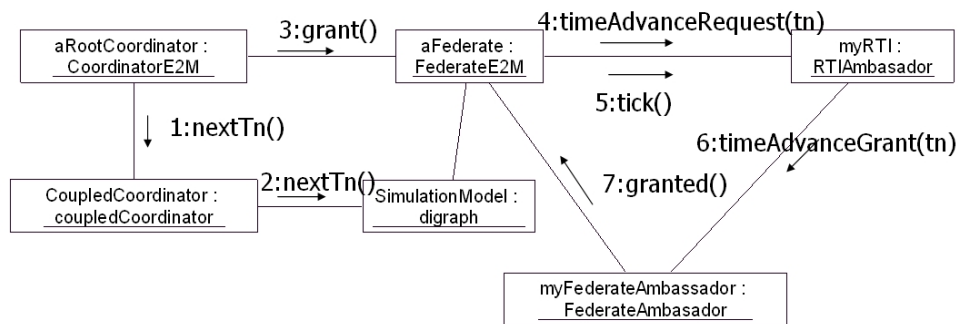 3:grant()
4:timeAdvanceRequest(tn)
aRootCoordinator :
CoordinatorE2M
aFederate :
FederateE2M
myRTI :
RTIAmbasador
5:tick()
1:nextTn()
6:timeAdvanceGrant(tn)
2:nextTn()
7:granted()
CoupledCoordinator :
coupledCoordinator
SimulationModel :
digraph
myFederateAmbassador :
FederateAmbasador